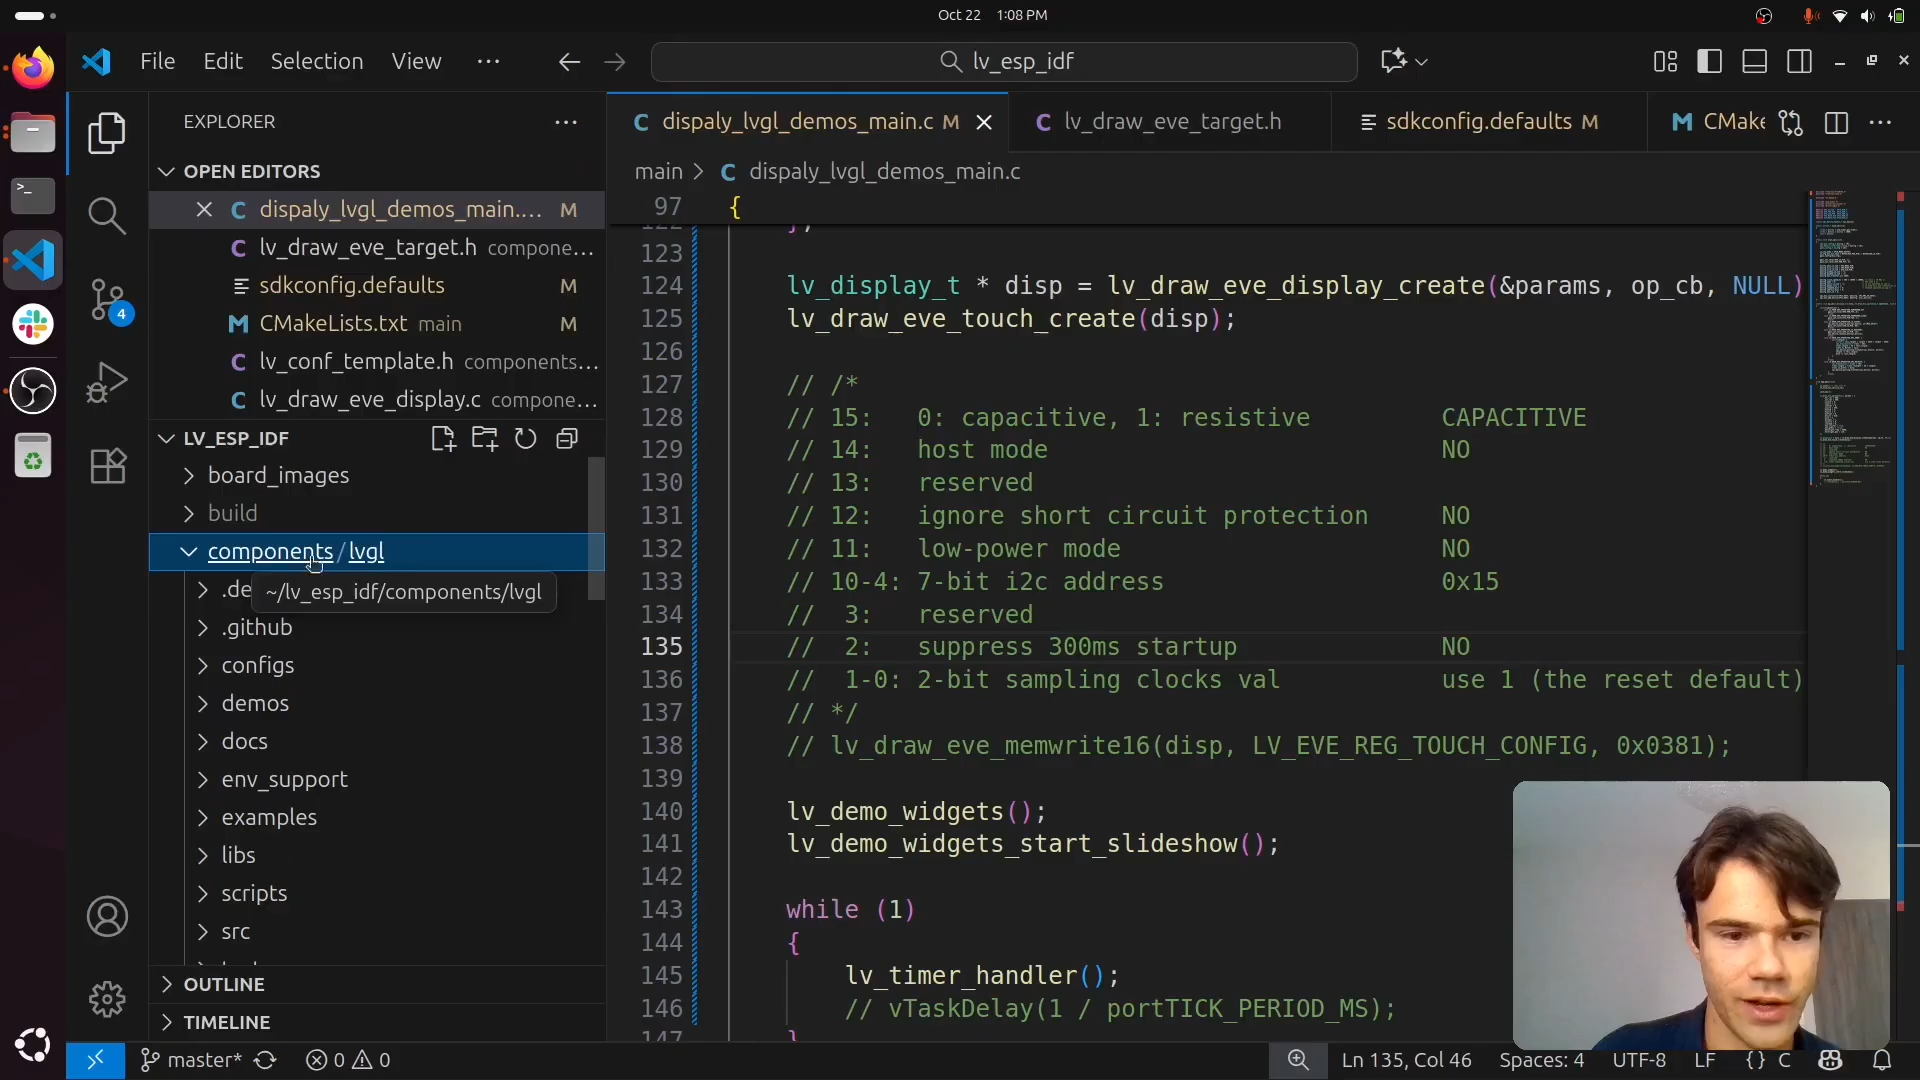 Oct 22 1:08 PM
File Edit Selection View ···
lv_esp_idf
EXPLORER
OPEN EDITORS
C dispaly_lvgl_demos_main.... M
C lv_draw_eve_target.h compone...
sdkconfig.defaults M
M CMakeLists.txt main M
C lv_conf_template.h components...
C lv_draw_eve_display.c compone...
LV_ESP_IDF
board_images
build
components / lvgl
.de
~/lv_esp_idf/components/lvgl
.github
configs
demos
docs
env_support
examples
libs
scripts
src
OUTLINE
TIMELINE
4
C dispaly_lvgl_demos_main.c M
C lv_draw_eve_target.h
sdkconfig.defaults M
M CMake
main > C dispaly_lvgl_demos_main.c
97 {
122 };
123
124 lv_display_t * disp = lv_draw_eve_display_create(&params, op_cb, NULL)
125 lv_draw_eve_touch_create(disp);
126
127 // /*
128 // 15: 0: capacitive, 1: resistive CAPACITIVE
129 // 14: host mode NO
130 // 13: reserved
131 // 12: ignore short circuit protection NO
132 // 11: low-power mode NO
133 // 10-4: 7-bit i2c address 0x15
134 // 3: reserved
135 // 2: suppress 300ms startup NO
136 // 1-0: 2-bit sampling clocks val use 1 (the reset default)
137 // */
138 // lv_draw_eve_memwrite16(disp, LV_EVE_REG_TOUCH_CONFIG, 0x0381);
139
140 lv_demo_widgets();
141 lv_demo_widgets_start_slideshow();
142
143 while (1)
144 {
145 lv_timer_handler();
146 // vTaskDelay(1 / portTICK_PERIOD_MS);
147 }
master* 0 0
Ln 135, Col 46 Spaces: 4 UTF-8 LF {} C